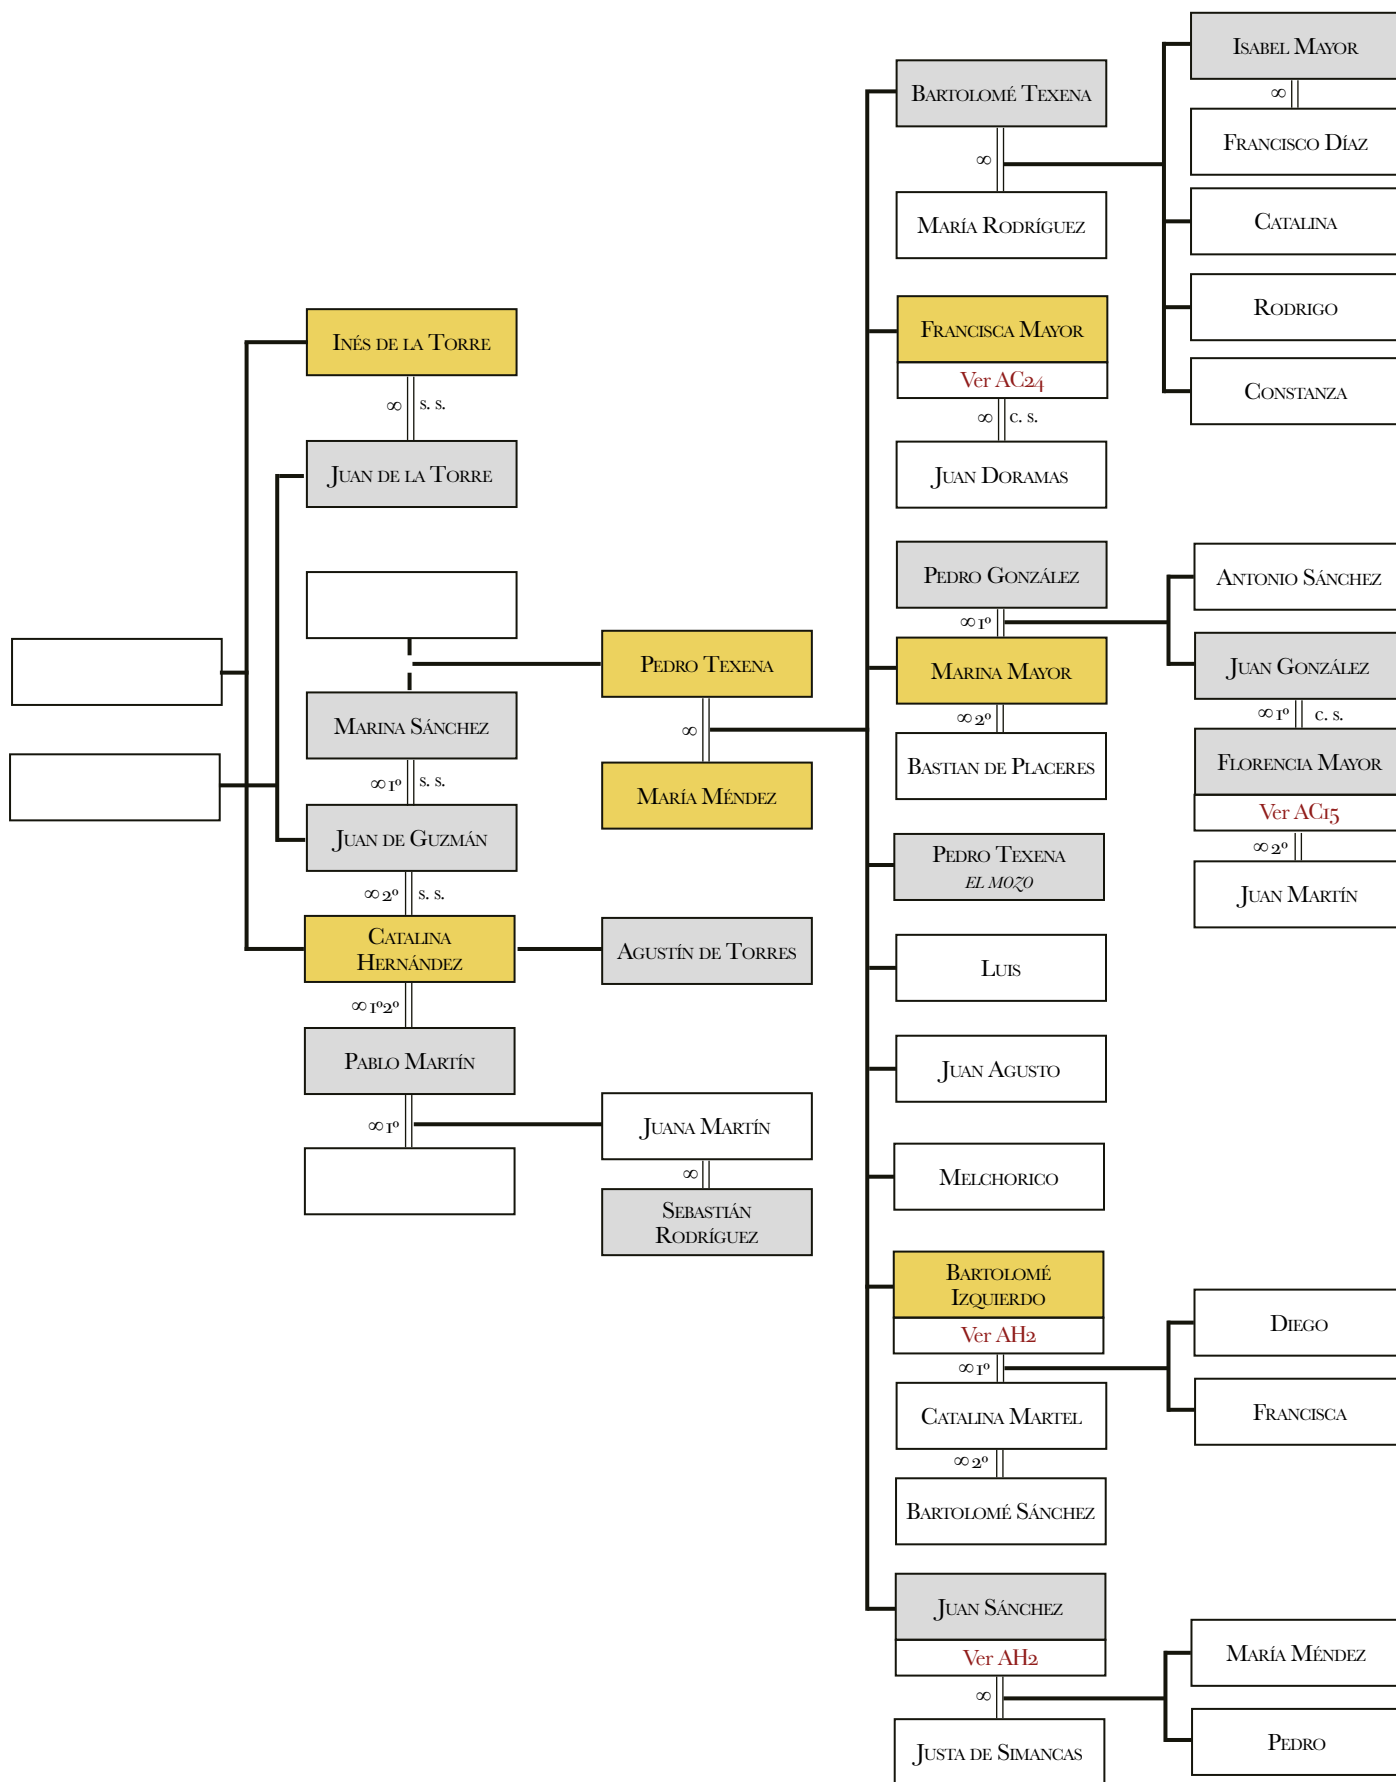 Inés de la Torre
∞ s. s.
Juan de la Torre
Marina Sánchez
∞ 1º s. s.
Juan de Guzmán
∞ 2º s. s.
Catalina
Hernández
∞ 1º2º
Pablo Martín
∞ 1º
Pedro Texena
∞
María Méndez
Agustín de Torres
Juana Martín
∞
Sebastián
Rodríguez
Bartolomé Texena
∞
María Rodríguez
Francisca Mayor
Ver AC24
∞ c. s.
Juan Doramas
Pedro González
∞ 1º
Marina Mayor
∞ 2º
Bastian de Placeres
Pedro Texena
el mozo
Luis
Juan Agusto
Melchorico
Bartolomé
Izquierdo
Ver AH2
∞ 1º
Catalina Martel
∞ 2º
Bartolomé Sánchez
Juan Sánchez
Ver AH2
∞
Justa de Simancas
Isabel Mayor
∞
Francisco Díaz
Catalina
Rodrigo
Constanza
Antonio Sánchez
Juan González
∞ 1º c. s.
Florencia Mayor
Ver AC15
∞ 2º
Juan Martín
Diego
Francisca
María Méndez
Pedro